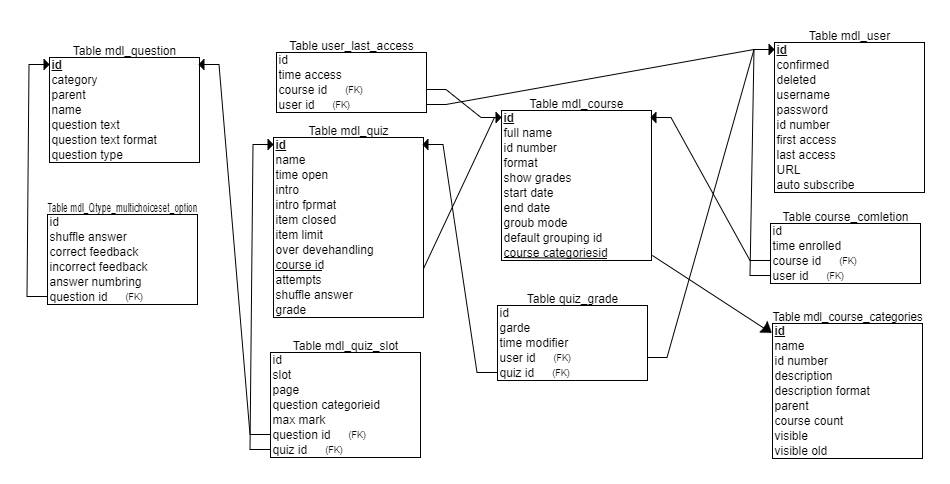 Table mdl_question
id
category
parent
name
question text
question text format
question type
Table mdl_Qtype_multichoiceset_option
id
shuffle answer
correct feedback
incorrect feedback
answer numbring
question id (FK)
Table user_last_access
id
time access
course id (FK)
user id (FK)
Table mdl_quiz
id
name
time open
intro
intro fprmat
item closed
item limit
over devehandling
course id
attempts
shuffle answer
grade
Table mdl_quiz_slot
id
slot
page
question categorieid
max mark
question id (FK)
quiz id (FK)
Table mdl_course
id
full name
id number
format
show grades
start date
end date
groub mode
default grouping id
course categoriesid
Table quiz_grade
id
garde
time modifier
user id (FK)
quiz id (FK)
Table mdl_user
id
confirmed
deleted
username
password
id number
first access
last access
URL
auto subscribe
Table course_comletion
id
time enrolled
course id (FK)
user id (FK)
Table mdl_course_categories
id
name
id number
description
description format
parent
course count
visible
visible old